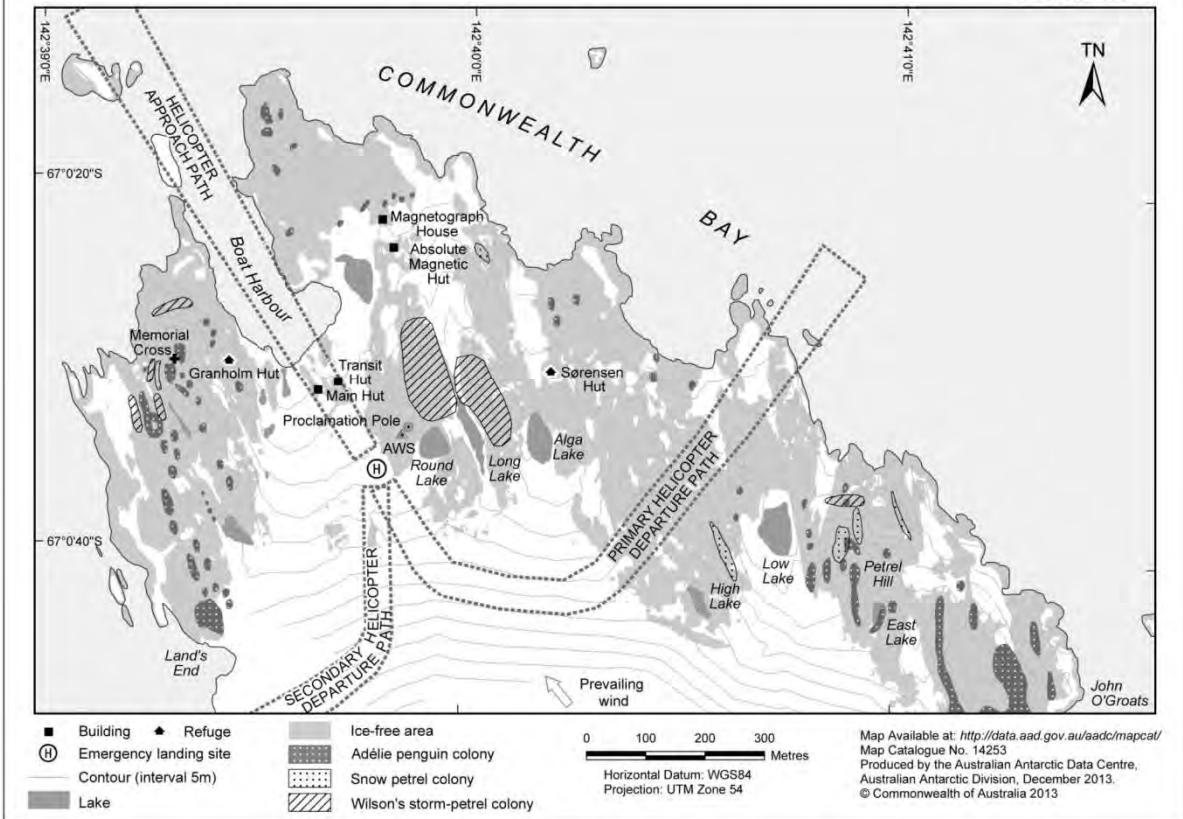 142°39'0"E
142°40'0"E
142°41'0"E
TN
COMMONWEALTH
BAY
HELICOPTER
APPROACH PATH
67°0'20"S
Boat Harbour
Magnetograph
House
Absolute
Magnetic
Hut
Memorial
Cross
Granholm Hut
Transit
Hut
Main Hut
Sørensen
Hut
Proclamation Pole
AWS
Round
Lake
Long
Lake
Alga
Lake
PRIMARY HELICOPTER
DEPARTURE PATH
67°0'40"S
High
Lake
Low
Lake
Petrel
Hill
East
Lake
Land's
End
SECONDARY HELICOPTER
DEPARTURE PATH
Prevailing
wind
John
O'Groats
Building
Refuge
Emergency landing site
Contour (interval 5m)
Lake
Ice-free area
Adélie penguin colony
Snow petrel colony
Wilson's storm-petrel colony
0 100 200 300
Metres
Horizontal Datum: WGS84
Projection: UTM Zone 54
Map Available at: http://data.aad.gov.au/aadc/mapcat/
Map Catalogue No. 14253
Produced by the Australian Antarctic Data Centre,
Australian Antarctic Division, December 2013.
© Commonwealth of Australia 2013